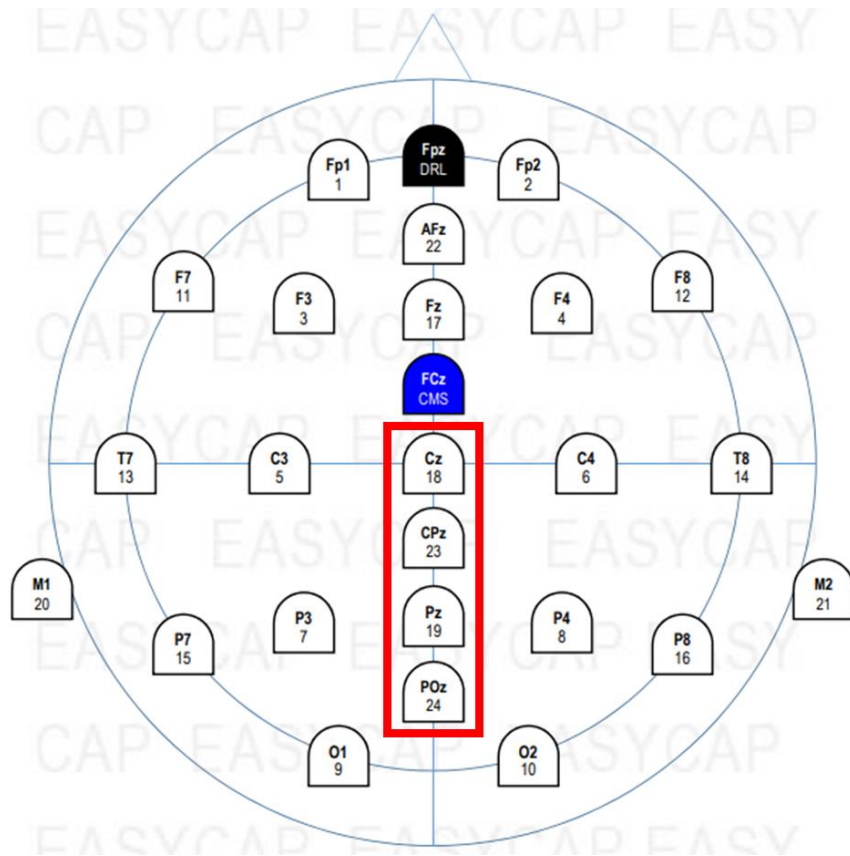 EASYCAP EASYCAP EASY
Fpz
DRL
Fp1
1
Fp2
2
CAP EASYCAP EASYCAP
AFz
22
EASYCAP EASYCAP EASY
F7
11
F8
12
F3
3
Fz
17
F4
4
CAP EASYCAP EASYCAP
FCz
CMS
EASYCAP EASYCAP EASY
T7
13
C3
5
Cz
18
C4
6
T8
14
CAP EASYCAP EASYCAP
CPz
23
M1
20
M2
21
P3
7
Pz
19
P4
8
EASYCAP EASYCAP EASY
P7
15
P8
16
POz
24
CAP EASYCAP EASYCAP
O1
9
O2
10
EASYCAP EASYCAP EASY